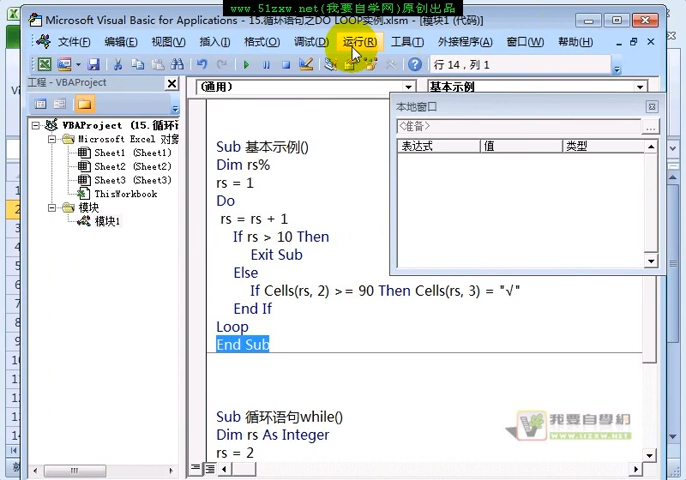 www.51zxw.net(我要自学网)原创出品
Microsoft Visual Basic for Applications - 15.循环语句之DO LOOP实例.xlsm - [模块1 (代码)]
文件(F) 编辑(E) 视图(V) 插入(I) 格式(O) 调试(D) 运行(R) 工具(T) 外接程序(A) 窗口(W) 帮助(H)
行 14, 列 1
工程 - VBAProject
(通用)
基本示例
本地窗口
<准备>
表达式 值 类型
VBAProject (15.循环语
Microsoft Excel 对象
Sheet1 (Sheet1)
Sheet2 (Sheet2)
Sheet3 (Sheet3)
ThisWorkbook
模块
模块1
Sub 基本示例()
Dim rs%
rs = 1
Do
rs = rs + 1
If rs > 10 Then
Exit Sub
Else
If Cells(rs, 2) >= 90 Then Cells(rs, 3) = "√"
End If
Loop
End Sub
Sub 循环语句while()
Dim rs As Integer
rs = 2
我要自学网